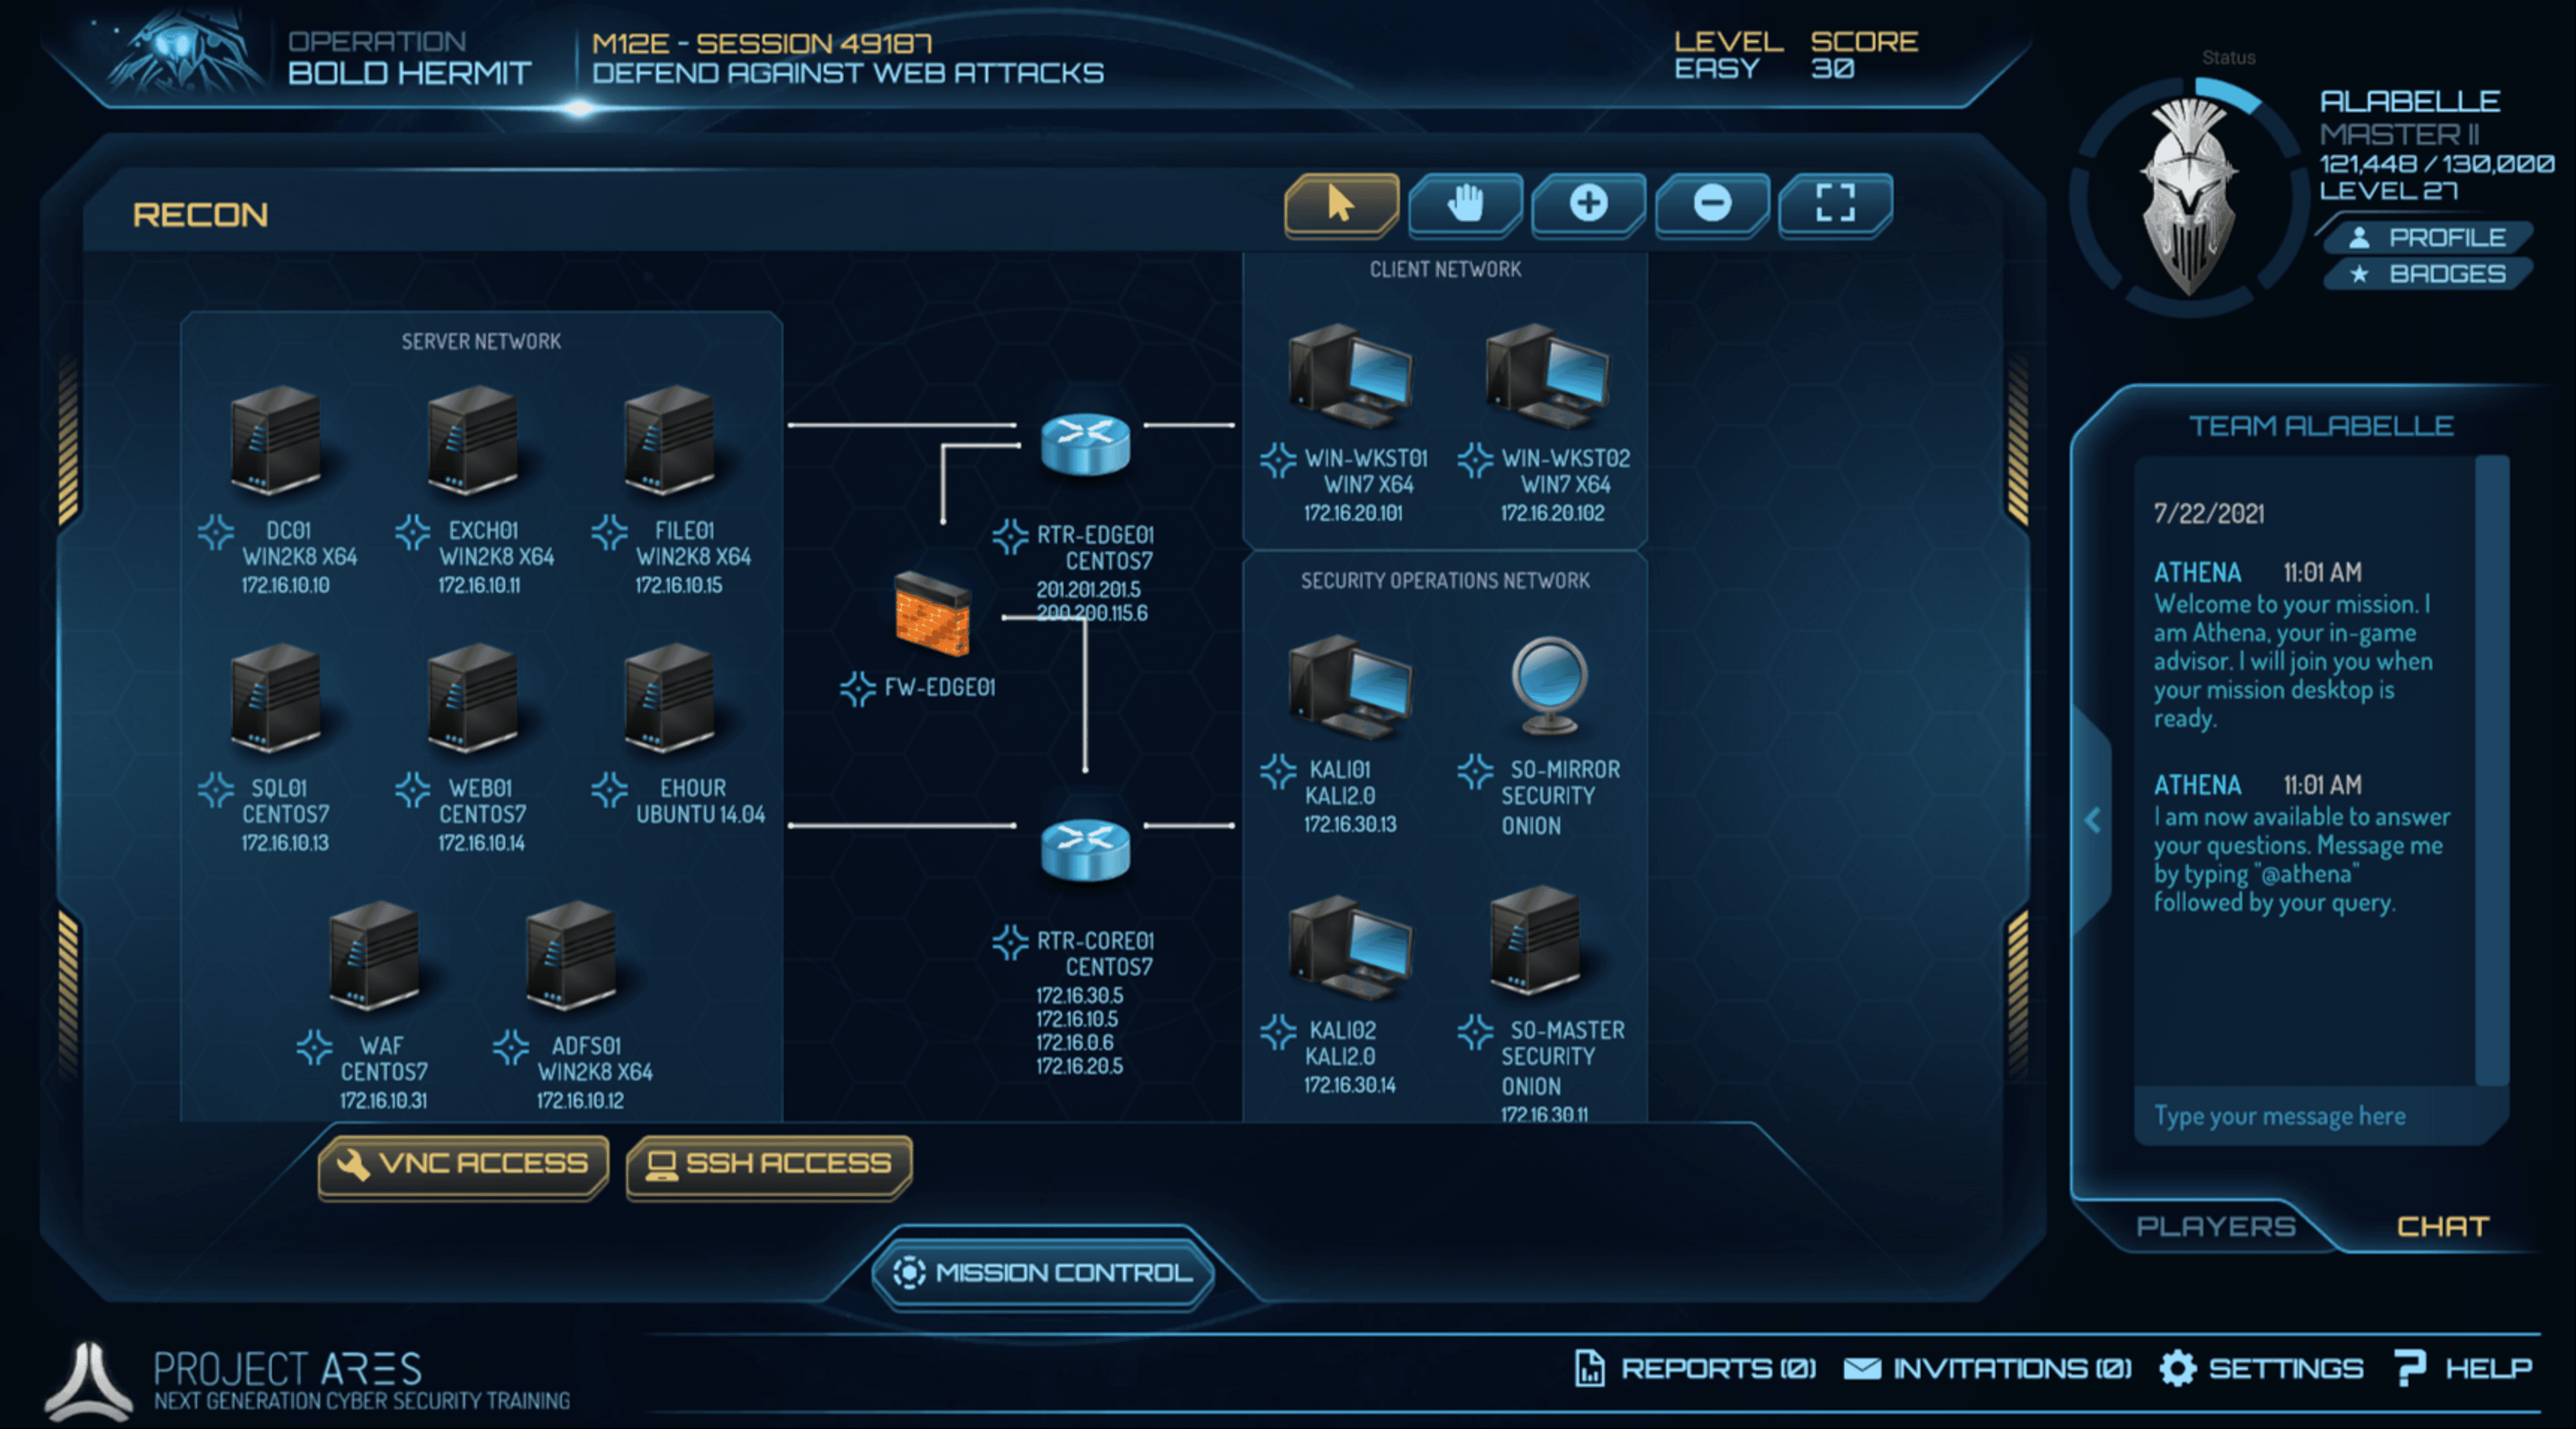 OPERATION
BOLD HERMIT
M12E - SESSION 49187
DEFEND AGAINST WEB ATTACKS
LEVEL SCORE
EASY 30
Status
ALABELLE
MASTER II
121,448 / 130,000
LEVEL 27
PROFILE
BADGES
RECON
SERVER NETWORK
DC01
WIN2K8 X64
172.16.10.10
EXCH01
WIN2K8 X64
172.16.10.11
FILE01
WIN2K8 X64
172.16.10.15
SQL01
CENTOS7
172.16.10.13
WEB01
CENTOS7
172.16.10.14
EHOUR
UBUNTU 14.04
WAF
CENTOS7
172.16.10.31
ADFS01
WIN2K8 X64
172.16.10.12
RTR-EDGE01
CENTOS7
201.201.201.5
200.200.115.6
FW-EDGE01
RTR-CORE01
CENTOS7
172.16.30.5
172.16.10.5
172.16.0.6
172.16.20.5
CLIENT NETWORK
WIN-WKST01
WIN7 X64
172.16.20.101
WIN-WKST02
WIN7 X64
172.16.20.102
SECURITY OPERATIONS NETWORK
KALI01
KALI2.0
172.16.30.13
SO-MIRROR
SECURITY
ONION
KALI02
KALI2.0
172.16.30.14
SO-MASTER
SECURITY
ONION
172.16.30.11
VNC ACCESS
SSH ACCESS
MISSION CONTROL
TEAM ALABELLE
7/22/2021
ATHENA 11:01 AM
Welcome to your mission. I
am Athena, your in-game
advisor. I will join you when
your mission desktop is
ready.
ATHENA 11:01 AM
I am now available to answer
your questions. Message me
by typing "@athena"
followed by your query.
Type your message here
PLAYERS
CHAT
PROJECT ARES
NEXT GENERATION CYBER SECURITY TRAINING
REPORTS (0)
INVITATIONS (0)
SETTINGS
HELP